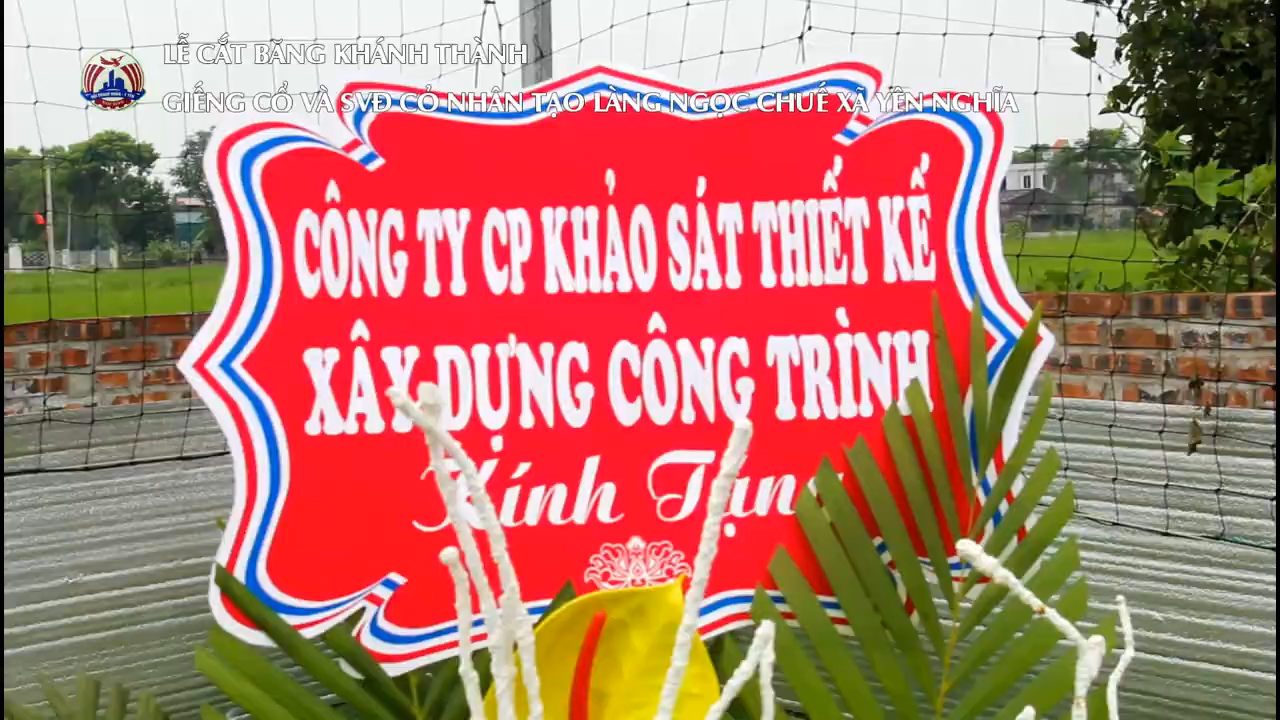 LỄ CẮT BĂNG KHÁNH THÀNH
GIẾNG CỔ VÀ SVĐ CỎ NHÂN TẠO LÀNG NGỌC CHUẾ XÃ YÊN NGHĨA
CÔNG TY CP KHẢO SÁT THIẾT KẾ
XÂY DỰNG CÔNG TRÌNH
Kính Tặng